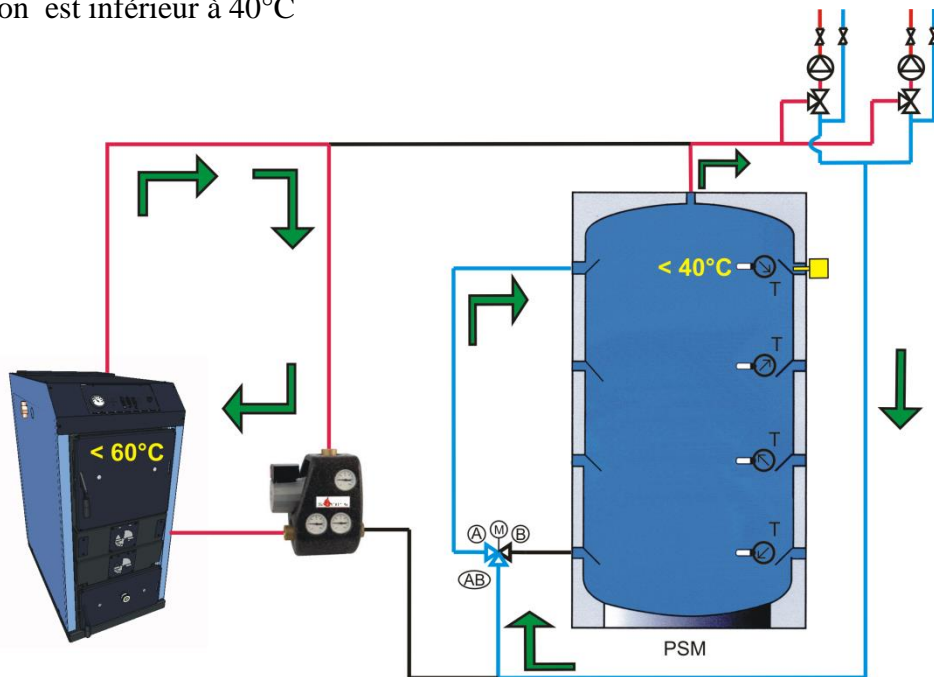 on est inférieur à 40°C
< 40°C
T
T
< 60°C
T
A M B
T
AB
PSM